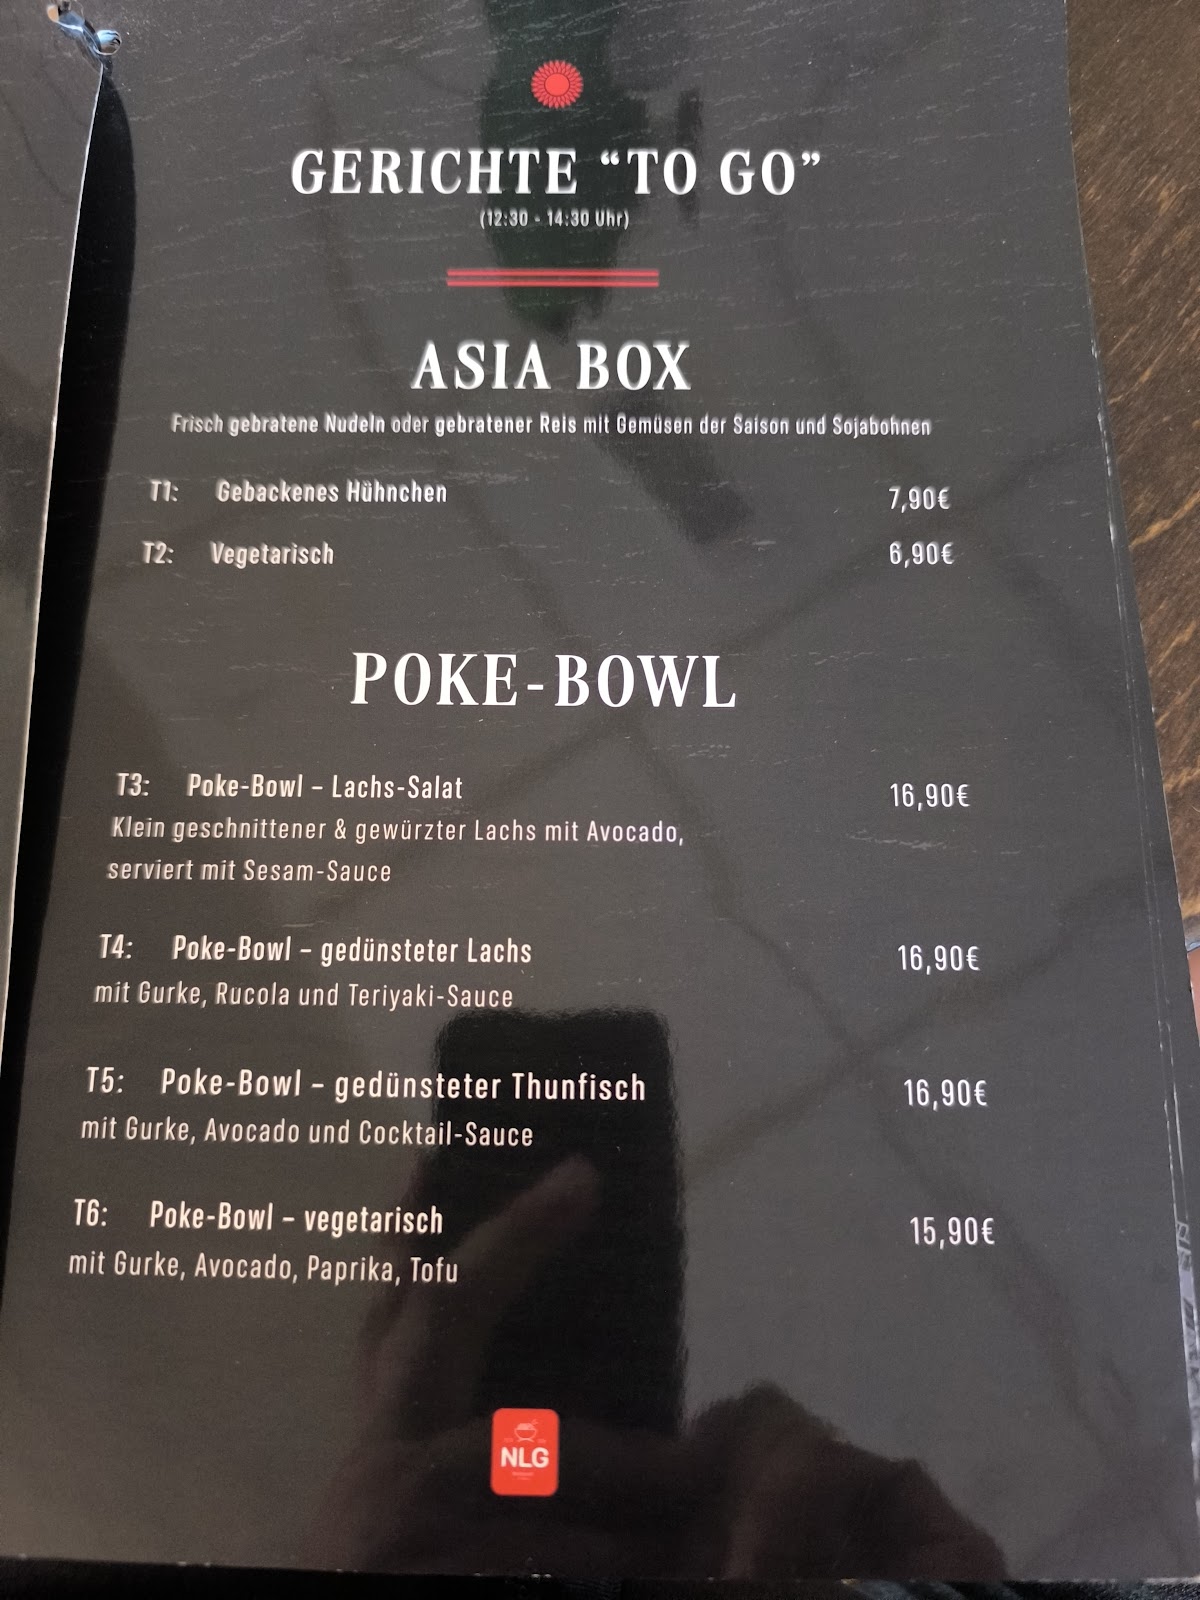 GERICHTE “TO GO”
(12:30 - 14:30 Uhr)
ASIA BOX
Frisch gebratene Nudeln oder gebratener Reis mit Gemüsen der Saison und Sojabohnen
T1: Gebackenes Hühnchen 7,90€
T2: Vegetarisch 6,90€
POKE-BOWL
T3: Poke-Bowl – Lachs-Salat 16,90€
Klein geschnittener & gewürzter Lachs mit Avocado,
serviert mit Sesam-Sauce
T4: Poke-Bowl – gedünsteter Lachs 16,90€
mit Gurke, Rucola und Teriyaki-Sauce
T5: Poke-Bowl – gedünsteter Thunfisch 16,90€
mit Gurke, Avocado und Cocktail-Sauce
T6: Poke-Bowl – vegetarisch 15,90€
mit Gurke, Avocado, Paprika, Tofu
NLG